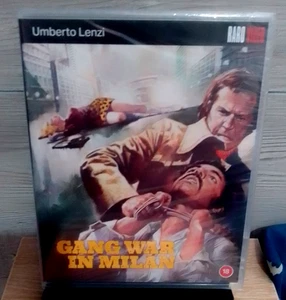 Umberto Lenzi
RARO
GANG WAR
IN MILAN
18